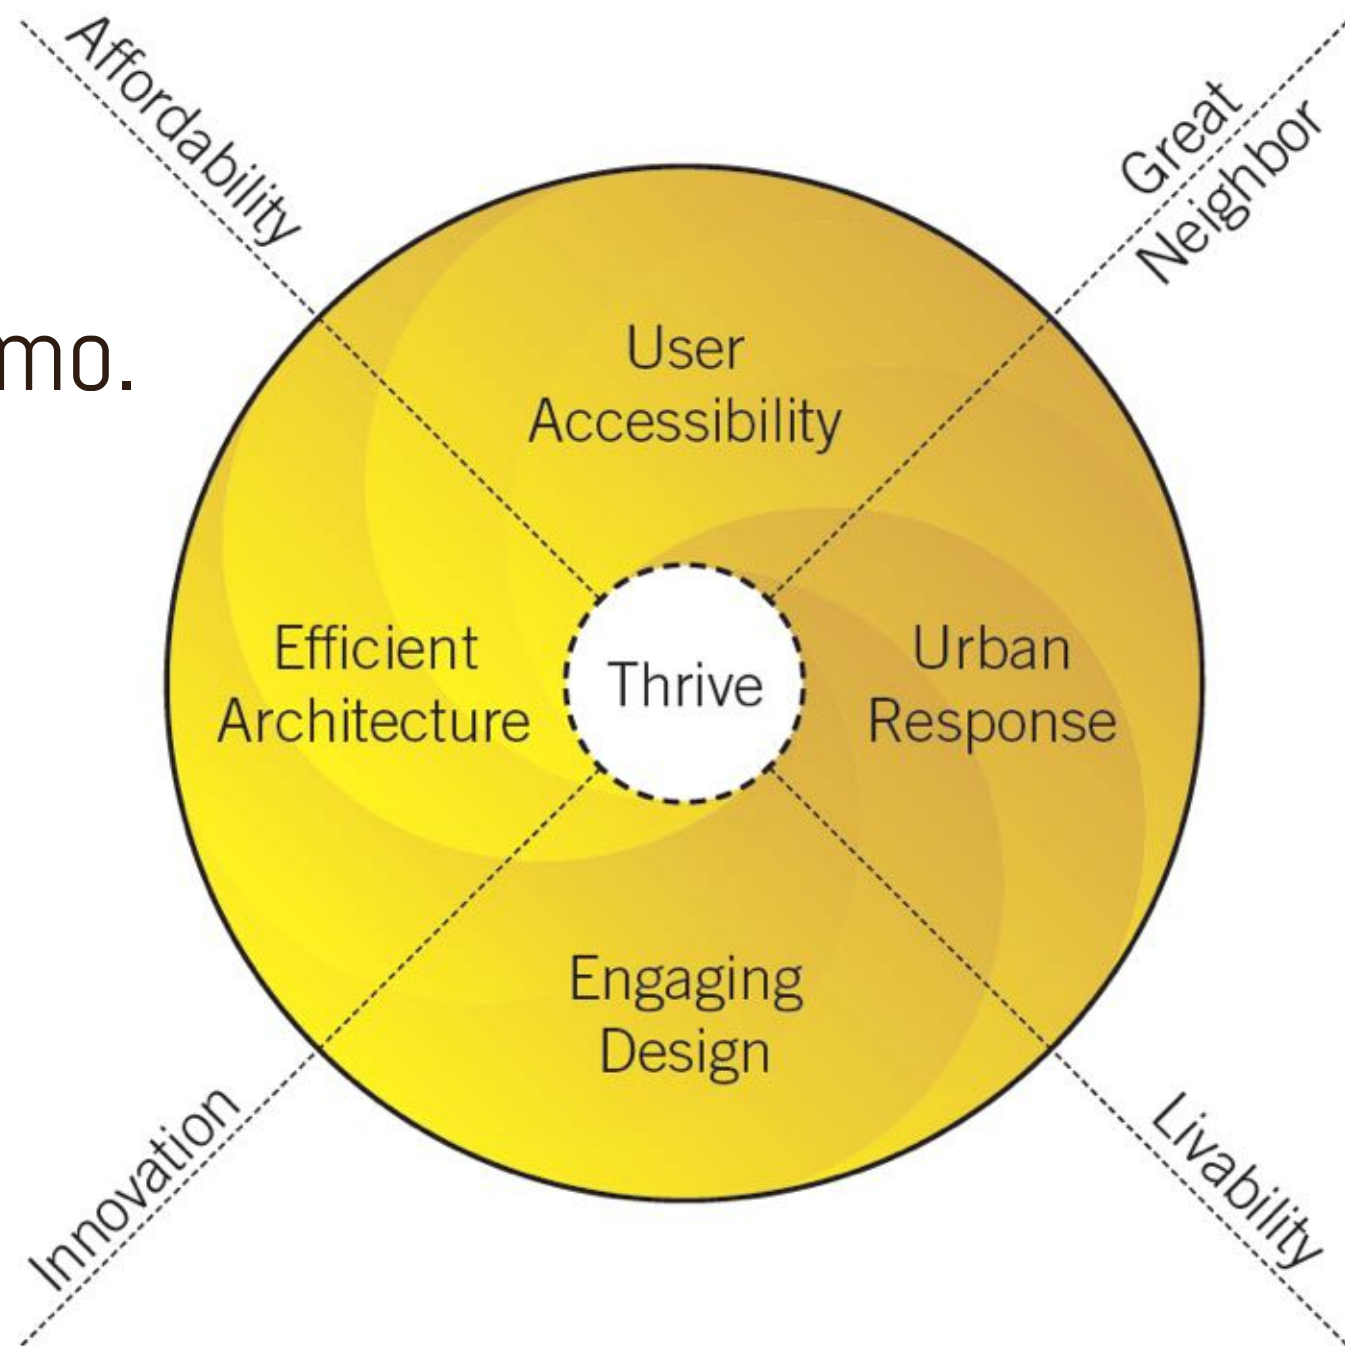 Affordability
Great
Neighbor
mo.
User
Accessibility
Efficient
Architecture
Thrive
Urban
Response
Engaging
Design
Innovation
Livability